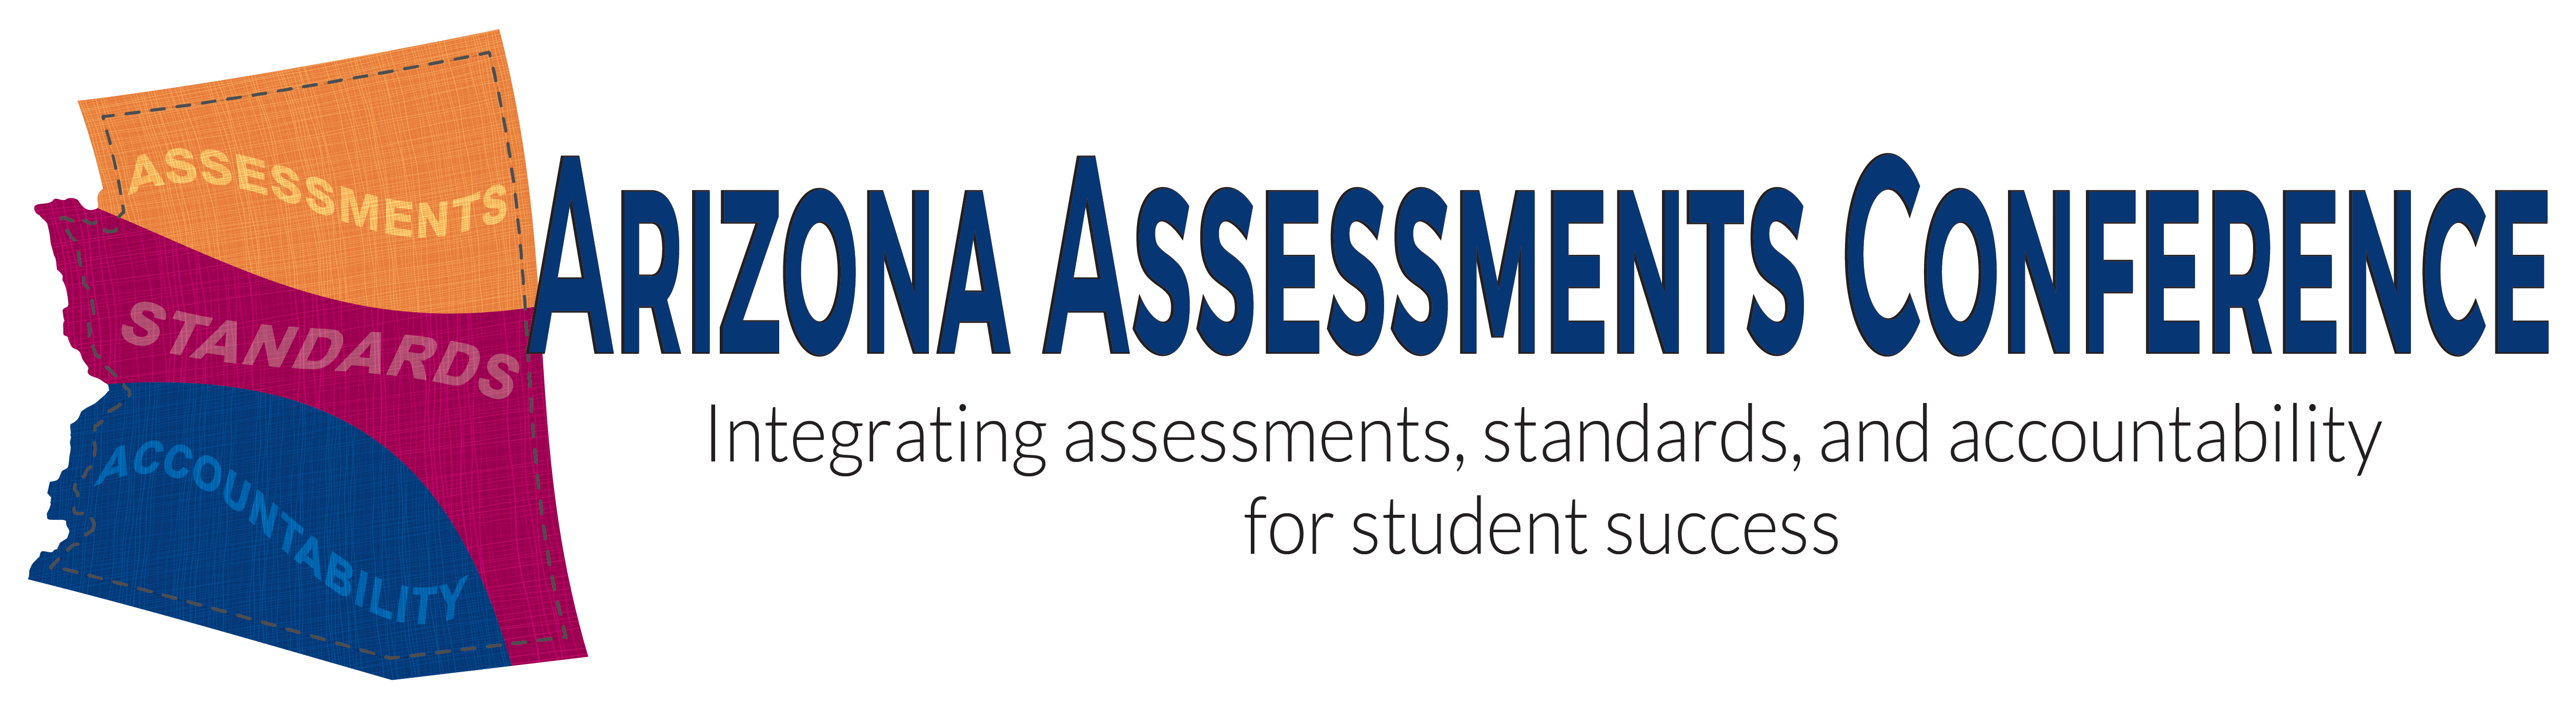 ASSESSMENTS
STANDARDS
ACCOUNTABILITY
ARIZONA ASSESSMENTS CONFERENCE
Integrating assessments, standards, and accountability
for student success